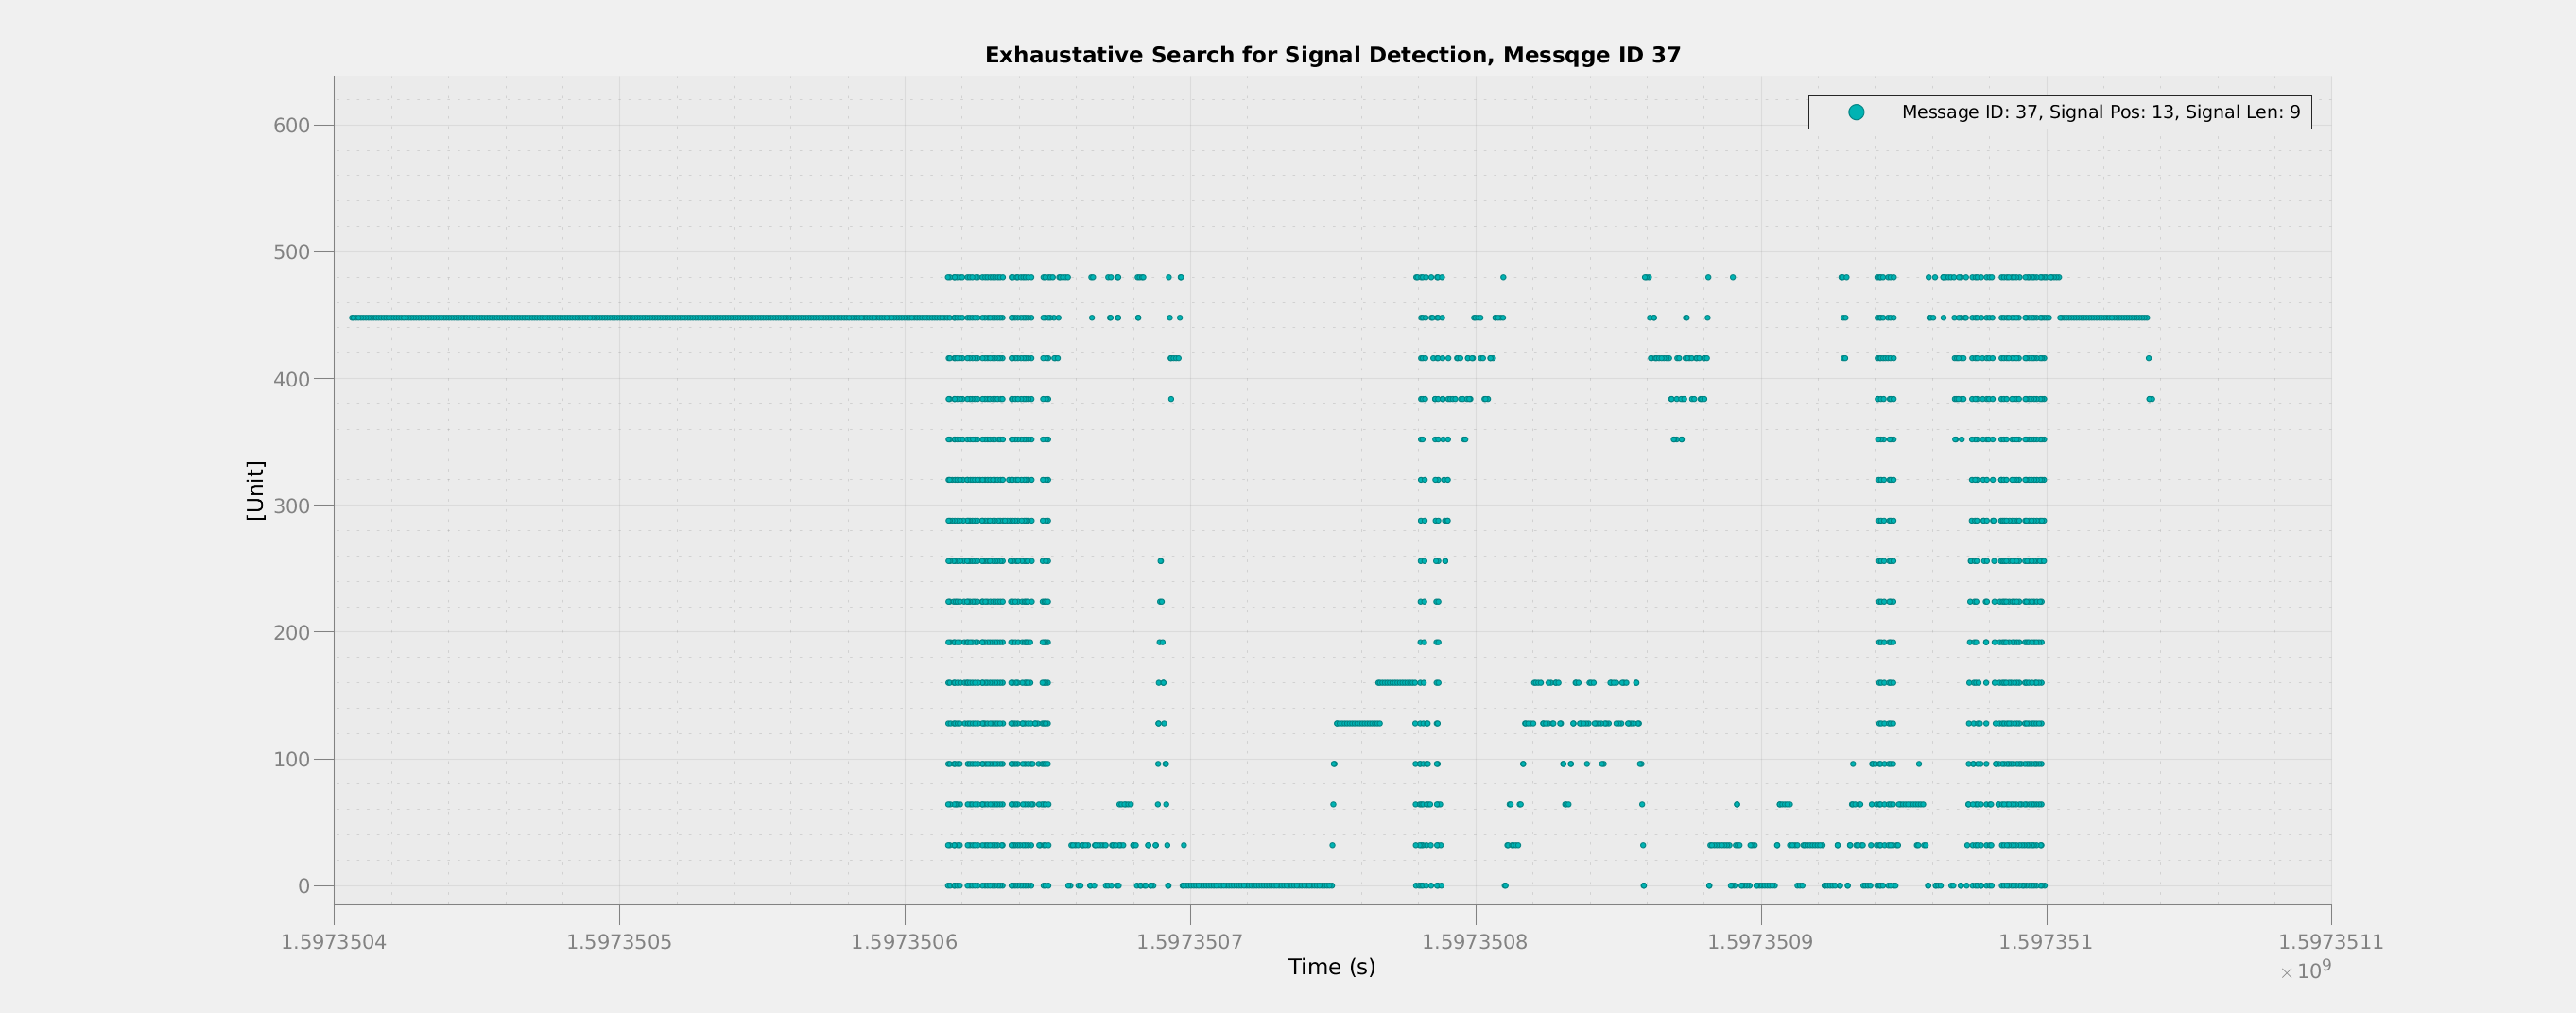 Exhaustative Search for Signal Detection, Messqge ID 37
Message ID: 37, Signal Pos: 13, Signal Len: 9
600
500
400
300
200
100
0
[Unit]
1.5973504 1.5973505 1.5973506 1.5973507 1.5973508 1.5973509 1.597351 1.5973511
Time (s)
× 10⁹